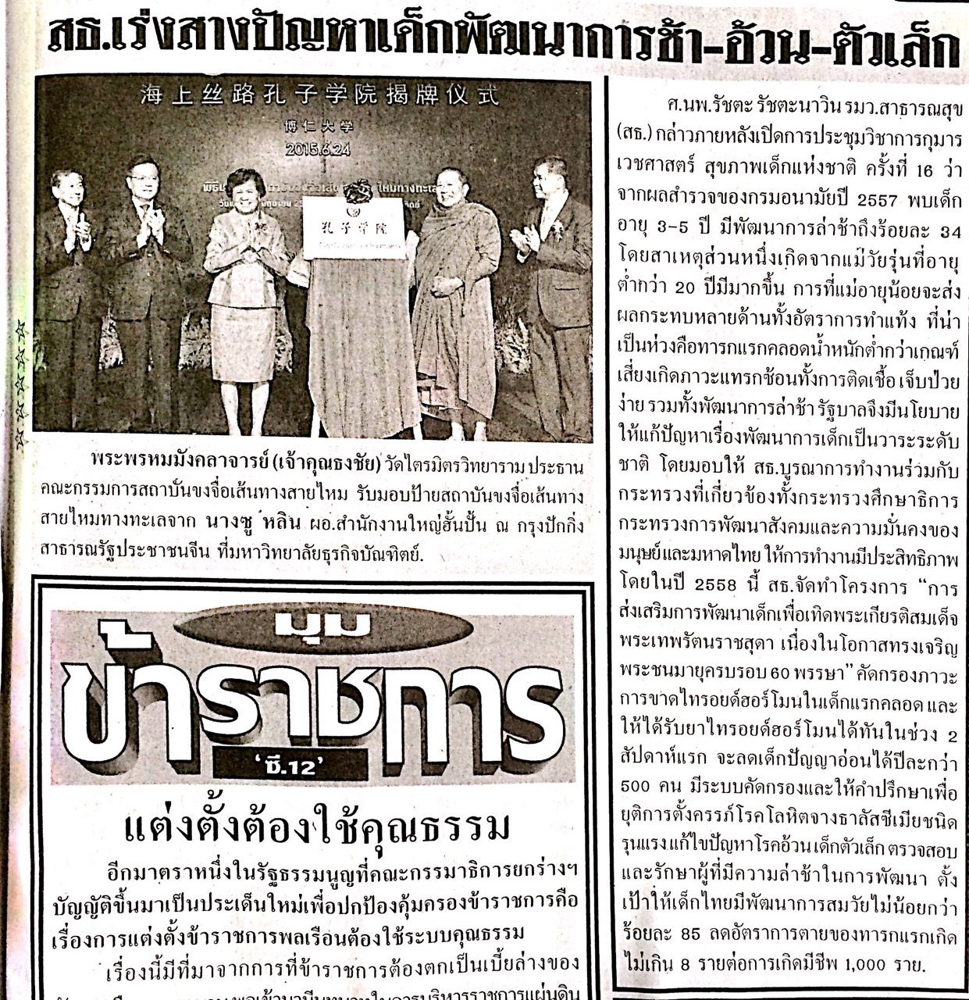 สธ.เร่งสางปัญหาเด็กพัฒนาการช้า-อ้วน-ตัวเล็ก
海上丝路孔子学院揭牌仪式
博仁大学
2015.6.24
孔子学院
พระพรหมมังคลาจารย์ (เจ้าคุณธงชัย) วัดไตรมิตรวิทยาราม ประธาน
คณะกรรมการสถาบันขงจื่อเส้นทางสายไหม รับมอบป้ายสถาบันขงจื่อเส้นทาง
สายไหมทางทะเลจาก นางซู หลิน ผอ.สำนักงานใหญ่ฮั้นปั้น ณ กรุงปักกิ่ง
สาธารณรัฐประชาชนจีน ที่มหาวิทยาลัยธุรกิจบัณฑิตย์.
มุม
ข้าราชการ
‘ซี.12’
แต่งตั้งต้องใช้คุณธรรม
อีกมาตราหนึ่งในรัฐธรรมนูญที่คณะกรรมาธิการยกร่างฯ
บัญญัติขึ้นมาเป็นประเด็นใหม่เพื่อปกป้องคุ้มครองข้าราชการคือ
เรื่องการแต่งตั้งข้าราชการพลเรือนต้องใช้ระบบคุณธรรม
เรื่องนี้มีที่มาจากการที่ข้าราชการต้องตกเป็นเบี้ยล่างของ
ศ.นพ.รัชตะ รัชตะนาวิน รมว.สาธารณสุข
(สธ.) กล่าวภายหลังเปิดการประชุมวิชาการกุมาร
เวชศาสตร์ สุขภาพเด็กแห่งชาติ ครั้งที่ 16 ว่า
จากผลสำรวจของกรมอนามัยปี 2557 พบเด็ก
อายุ 3-5 ปี มีพัฒนาการล่าช้าถึงร้อยละ 34
โดยสาเหตุส่วนหนึ่งเกิดจากแม่วัยรุ่นที่อายุ
ต่ำกว่า 20 ปีมีมากขึ้น การที่แม่อายุน้อยจะส่ง
ผลกระทบหลายด้านทั้งอัตราการทำแท้ง ที่น่า
เป็นห่วงคือทารกแรกคลอดน้ำหนักต่ำกว่าเกณฑ์
เสี่ยงเกิดภาวะแทรกซ้อนทั้งการติดเชื้อ เจ็บป่วย
ง่าย รวมทั้งพัฒนาการล่าช้า รัฐบาลจึงมีนโยบาย
ให้แก้ปัญหาเรื่องพัฒนาการเด็กเป็นวาระระดับ
ชาติ โดยมอบให้ สธ.บูรณาการทำงานร่วมกับ
กระทรวงที่เกี่ยวข้องทั้งกระทรวงศึกษาธิการ
กระทรวงการพัฒนาสังคมและความมั่นคงของ
มนุษย์และมหาดไทย ให้การทำงานมีประสิทธิภาพ
โดยในปี 2558 นี้ สธ.จัดทำโครงการ “การ
ส่งเสริมการพัฒนาเด็กเพื่อเทิดพระเกียรติสมเด็จ
พระเทพรัตนราชสุดา เนื่องในโอกาสทรงเจริญ
พระชนมายุครบรอบ 60 พรรษา” คัดกรองภาวะ
การขาดไทรอยด์ฮอร์โมนในเด็กแรกคลอด และ
ให้ได้รับยาไทรอยด์ฮอร์โมนได้ทันในช่วง 2
สัปดาห์แรก จะลดเด็กปัญญาอ่อนได้ปีละกว่า
500 คน มีระบบคัดกรองและให้คำปรึกษาเพื่อ
ยุติการตั้งครรภ์โรคโลหิตจางธาลัสซีเมียชนิด
รุนแรง แก้ไขปัญหาโรคอ้วน เด็กตัวเล็ก ตรวจสอบ
และรักษาผู้ที่มีความล่าช้าในการพัฒนา ตั้ง
เป้าให้เด็กไทยมีพัฒนาการสมวัยไม่น้อยกว่า
ร้อยละ 85 ลดอัตราการตายของทารกแรกเกิด
ไม่เกิน 8 รายต่อการเกิดมีชีพ 1,000 ราย.